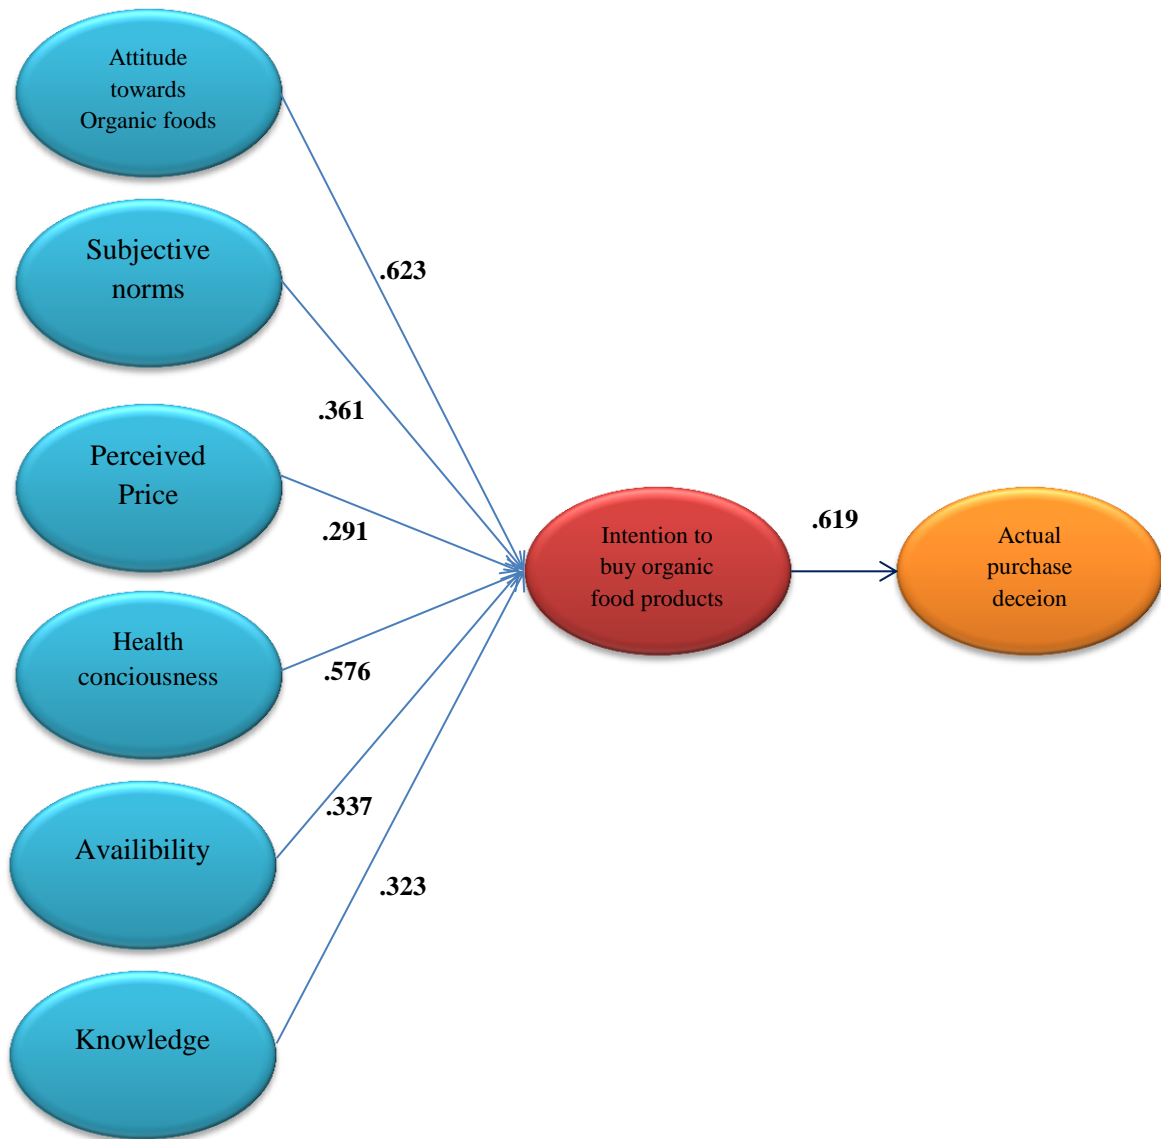 Attitude
towards
Organic foods
Subjective
norms
.623
.361
Perceived
Price
.291
Intention to
buy organic
food products
.619
Actual
purchase
deceion
Health
conciousness
.576
.337
Availibility
.323
Knowledge